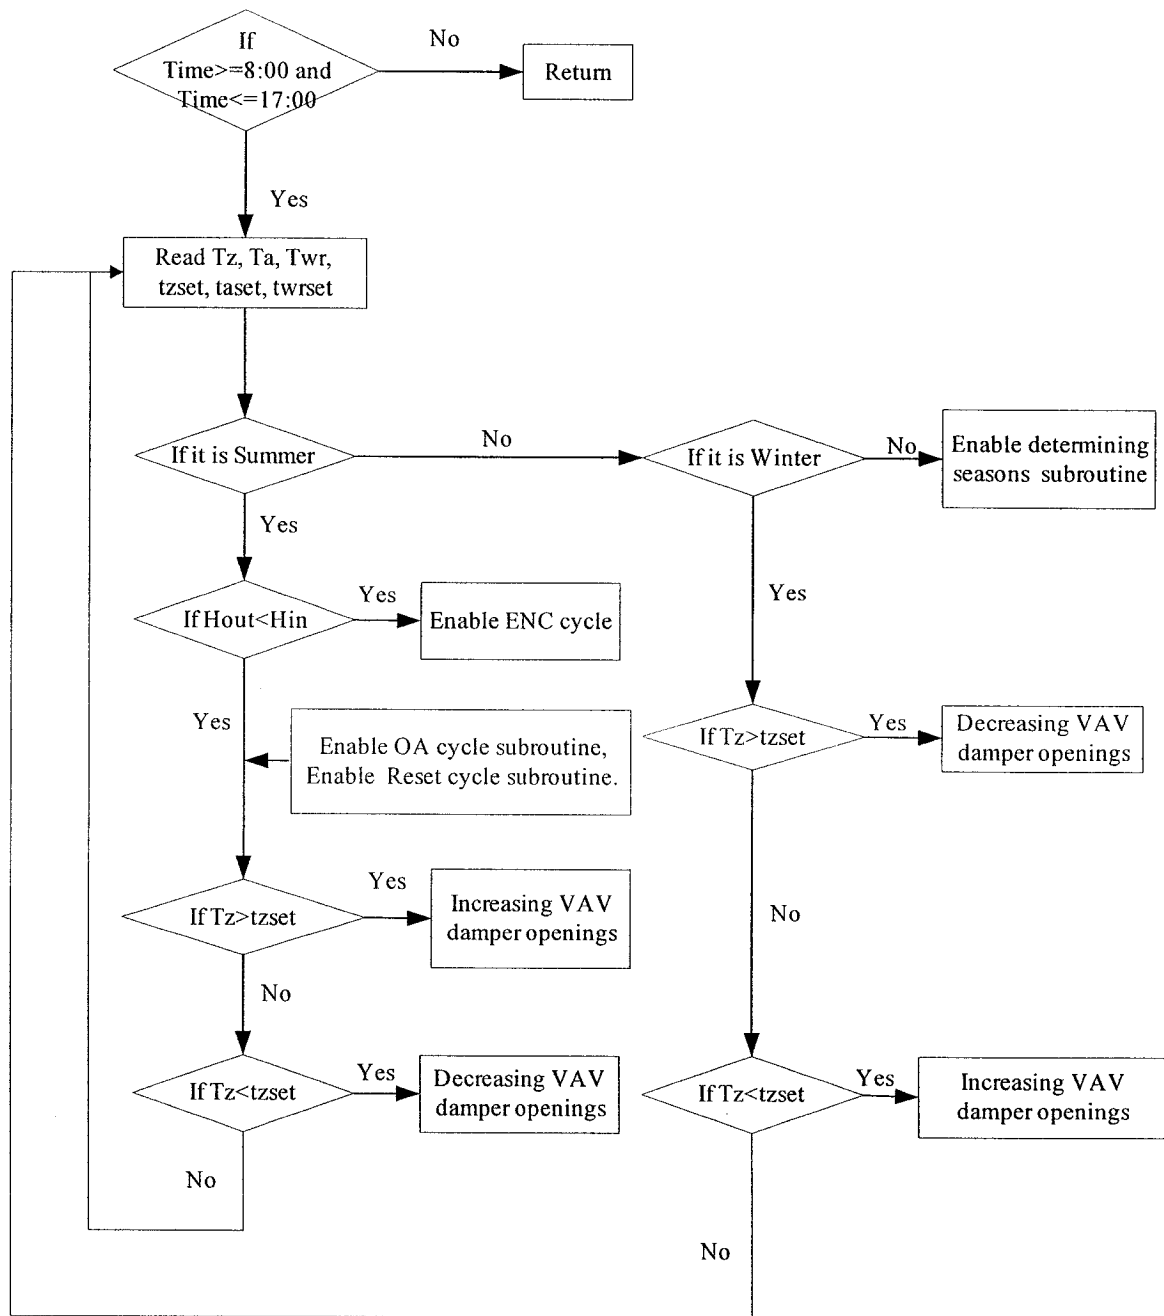 If
Time>=8:00 and
Time<=17:00
No
Return
Yes
Read Tz, Ta, Twr,
tzset, taset, twrset
If it is Summer
No
If it is Winter
No
Enable determining
seasons subroutine
Yes
If Hout<Hin
Yes
Enable ENC cycle
Yes
Yes
Enable OA cycle subroutine,
Enable Reset cycle subroutine.
If Tz>tzset
Yes
Decreasing VAV
damper openings
If Tz>tzset
Yes
Increasing VAV
damper openings
No
No
If Tz<tzset
Yes
Decreasing VAV
damper openings
If Tz<tzset
Yes
Increasing VAV
damper openings
No
No